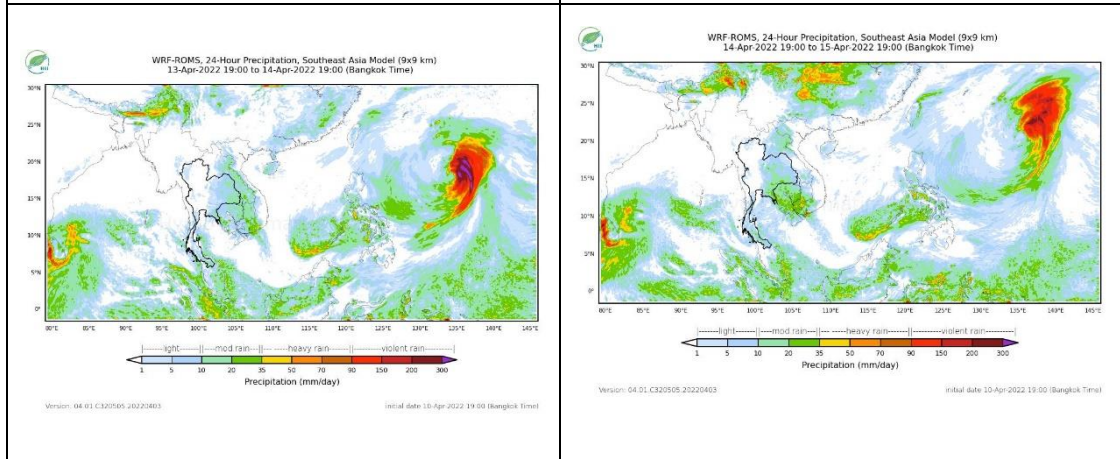 WRF-ROMS, 24-Hour Precipitation, Southeast Asia Model (9x9 km)
13-Apr-2022 19:00 to 14-Apr-2022 19:00 (Bangkok Time)
30°N
25°N
20°N
15°N
10°N
5°N
0°
80°E 85°E 90°E 95°E 100°E 105°E 110°E 115°E 120°E 125°E 130°E 135°E 140°E 145°E
|-------light-------||----mod rain----||--- -----heavy rain-------||----------violent rain----------|
1 5 10 20 35 50 70 90 150 200 300
Precipitation (mm/day)
Version: 04.01.C320505.20220403 initial date 10-Apr-2022 19:00 (Bangkok Time)
WRF-ROMS, 24-Hour Precipitation, Southeast Asia Model (9x9 km)
14-Apr-2022 19:00 to 15-Apr-2022 19:00 (Bangkok Time)
30°N
25°N
20°N
15°N
10°N
5°N
0°
80°E 85°E 90°E 95°E 100°E 105°E 110°E 115°E 120°E 125°E 130°E 135°E 140°E 145°E
|-------light-------||----mod rain----||--- -----heavy rain-------||----------violent rain----------|
1 5 10 20 35 50 70 90 150 200 300
Precipitation (mm/day)
Version: 04.01.C320505.20220403 initial date 10-Apr-2022 19:00 (Bangkok Time)